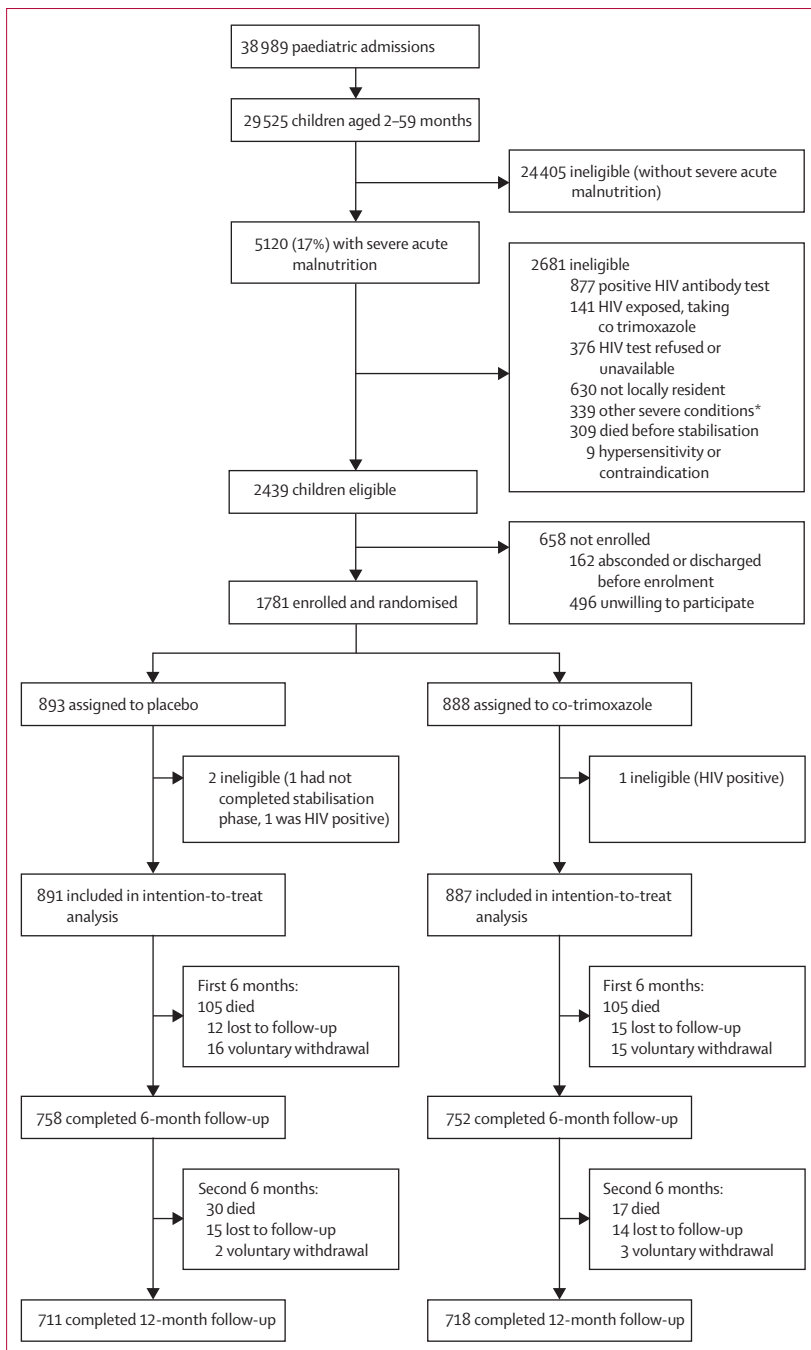 38 989 paediatric admissions
29 525 children aged 2–59 months
24 405 ineligible (without severe acute
malnutrition)
5120 (17%) with severe acute
malnutrition
2681 ineligible
877 positive HIV antibody test
141 HIV exposed, taking
co trimoxazole
376 HIV test refused or
unavailable
630 not locally resident
339 other severe conditions*
309 died before stabilisation
9 hypersensitivity or
contraindication
2439 children eligible
658 not enrolled
162 absconded or discharged
before enrolment
496 unwilling to participate
1781 enrolled and randomised
893 assigned to placebo
888 assigned to co-trimoxazole
2 ineligible (1 had not
completed stabilisation
phase, 1 was HIV positive)
1 ineligible (HIV positive)
891 included in intention-to-treat
analysis
887 included in intention-to-treat
analysis
First 6 months:
105 died
12 lost to follow-up
16 voluntary withdrawal
First 6 months:
105 died
15 lost to follow-up
15 voluntary withdrawal
758 completed 6-month follow-up
752 completed 6-month follow-up
Second 6 months:
30 died
15 lost to follow-up
2 voluntary withdrawal
Second 6 months:
17 died
14 lost to follow-up
3 voluntary withdrawal
711 completed 12-month follow-up
718 completed 12-month follow-up